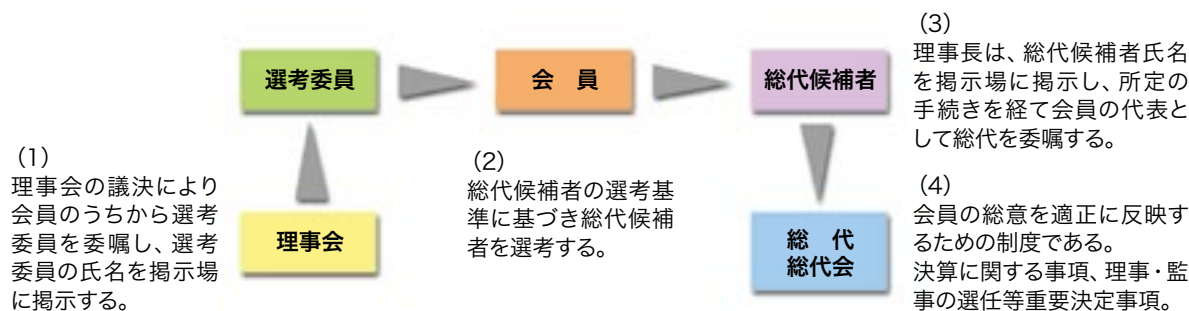 選考委員
会　員
総代候補者
理事会
総　代
総代会
(1)
理事会の議決により
会員のうちから選考
委員を委嘱し、選考
委員の氏名を掲示場
に掲示する。
(2)
総代候補者の選考基
準に基づき総代候補
者を選考する。
(3)
理事長は、総代候補者氏名
を掲示場に掲示し、所定の
手続きを経て会員の代表と
して総代を委嘱する。
(4)
会員の総意を適正に反映す
るための制度である。
決算に関する事項、理事・監
事の選任等重要決定事項。